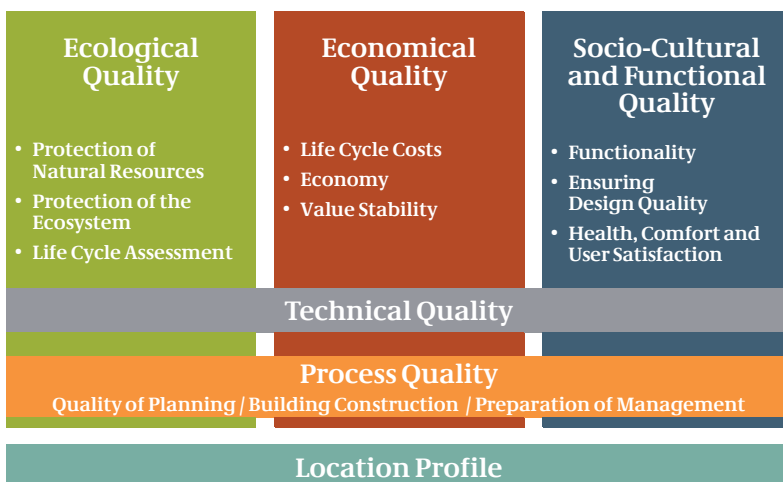 Ecological
Quality
• Protection of
Natural Resources
• Protection of the
Ecosystem
• Life Cycle Assessment
Economical
Quality
• Life Cycle Costs
• Economy
• Value Stability
Socio-Cultural
and Functional
Quality
• Functionality
• Ensuring
Design Quality
• Health, Comfort and
User Satisfaction
Technical Quality
Process Quality
Quality of Planning / Building Construction / Preparation of Management
Location Profile